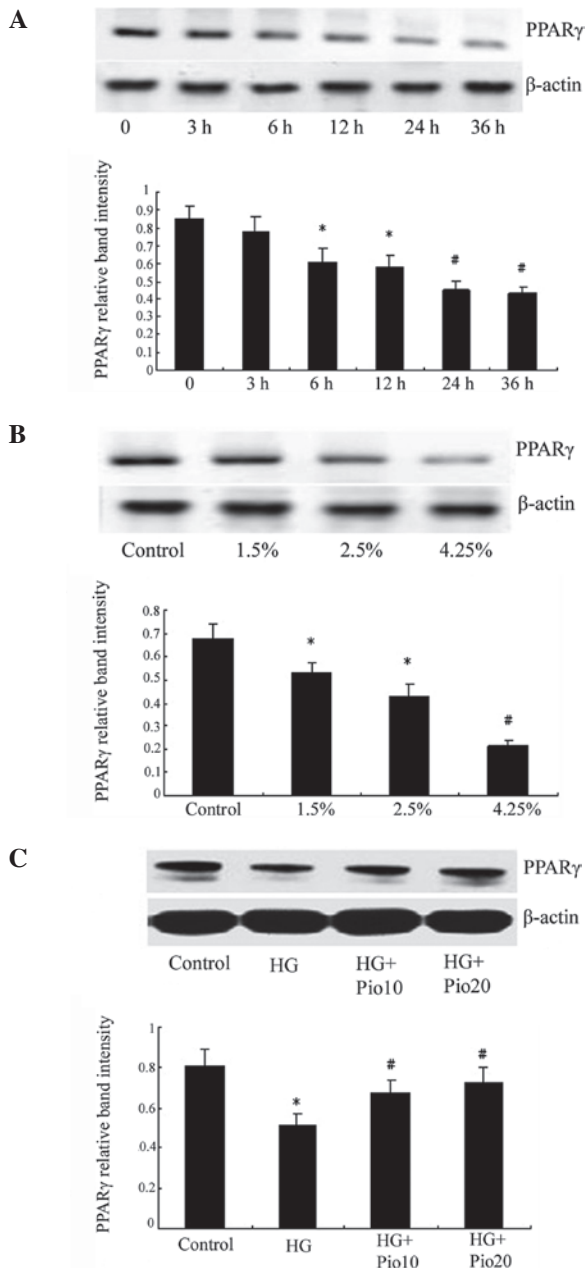 A
PPARγ
β-actin
0 3 h 6 h 12 h 24 h 36 h
PPARγ relative band intensity
1
0.9
0.8
0.7
0.6
0.5
0.4
0.3
0.2
0.1
0
* * # #
0 3 h 6 h 12 h 24 h 36 h
B
PPARγ
β-actin
Control 1.5% 2.5% 4.25%
PPARγ relative band intensity
0.8
0.7
0.6
0.5
0.4
0.3
0.2
0.1
0
* * #
Control 1.5% 2.5% 4.25%
C
PPARγ
β-actin
Control HG HG+ HG+
Pio10 Pio20
PPARγ relative band intensity
1
0.8
0.6
0.4
0.2
0
* # #
Control HG HG+ HG+
Pio10 Pio20